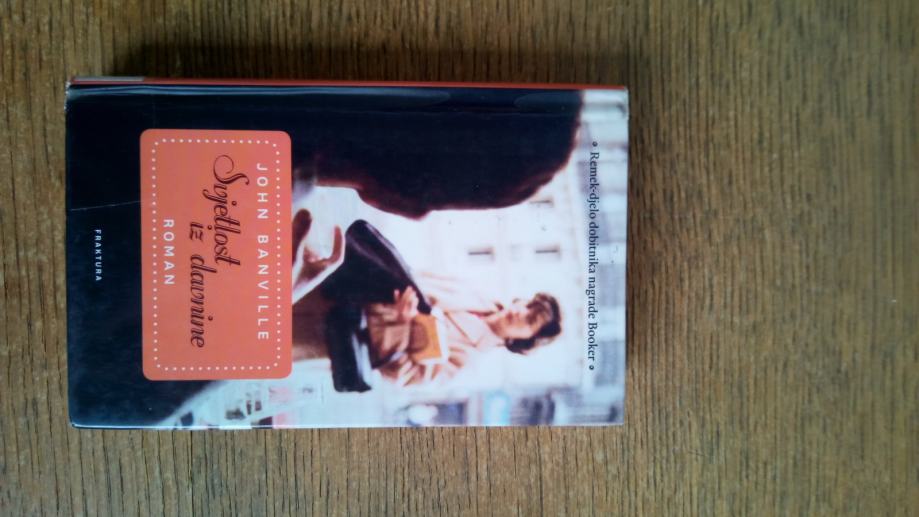 ° Remek-djelo dobitnika nagrade Booker °
JOHN BANVILLE
Svjetlost
iz davnine
ROMAN
FRAKTURA